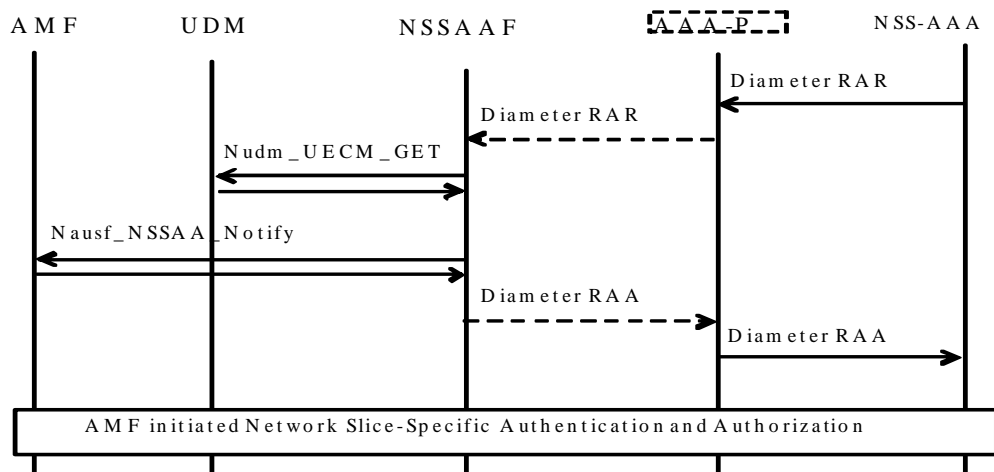 AMF UDM NSSAAF AAA-P NSS-AAA
Diameter RAR
Diameter RAR
Nudm_UECM_GET
Nausf_NSSAA_Notify
Diameter RAA
Diameter RAA
AMF initiated Network Slice-Specific Authentication and Authorization